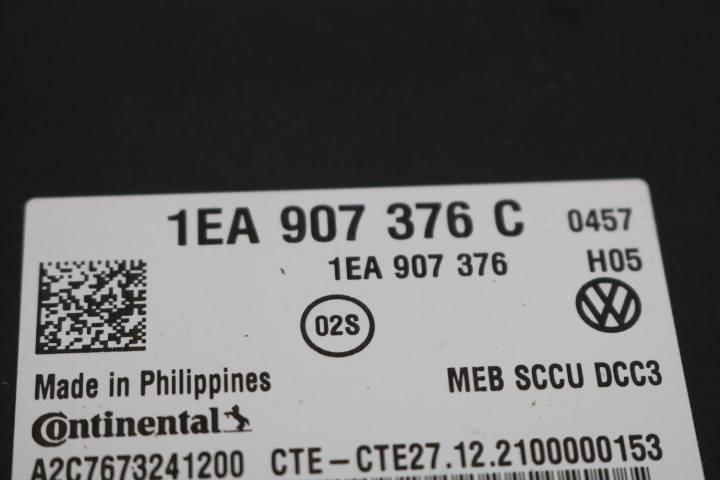 1EA 907 376 C 0457
1EA 907 376 H05
02S
Made in Philippines MEB SCCU DCC3
Continental
A2C7673241200 CTE-CTE27.12.2100000153